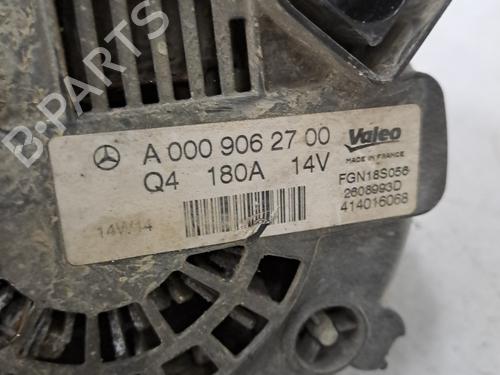 B-PARTS
A 000 906 27 00
Valeo
MADE IN FRANCE
Q4 180A 14V
FGN18S056
2608993D
414016068
14W14